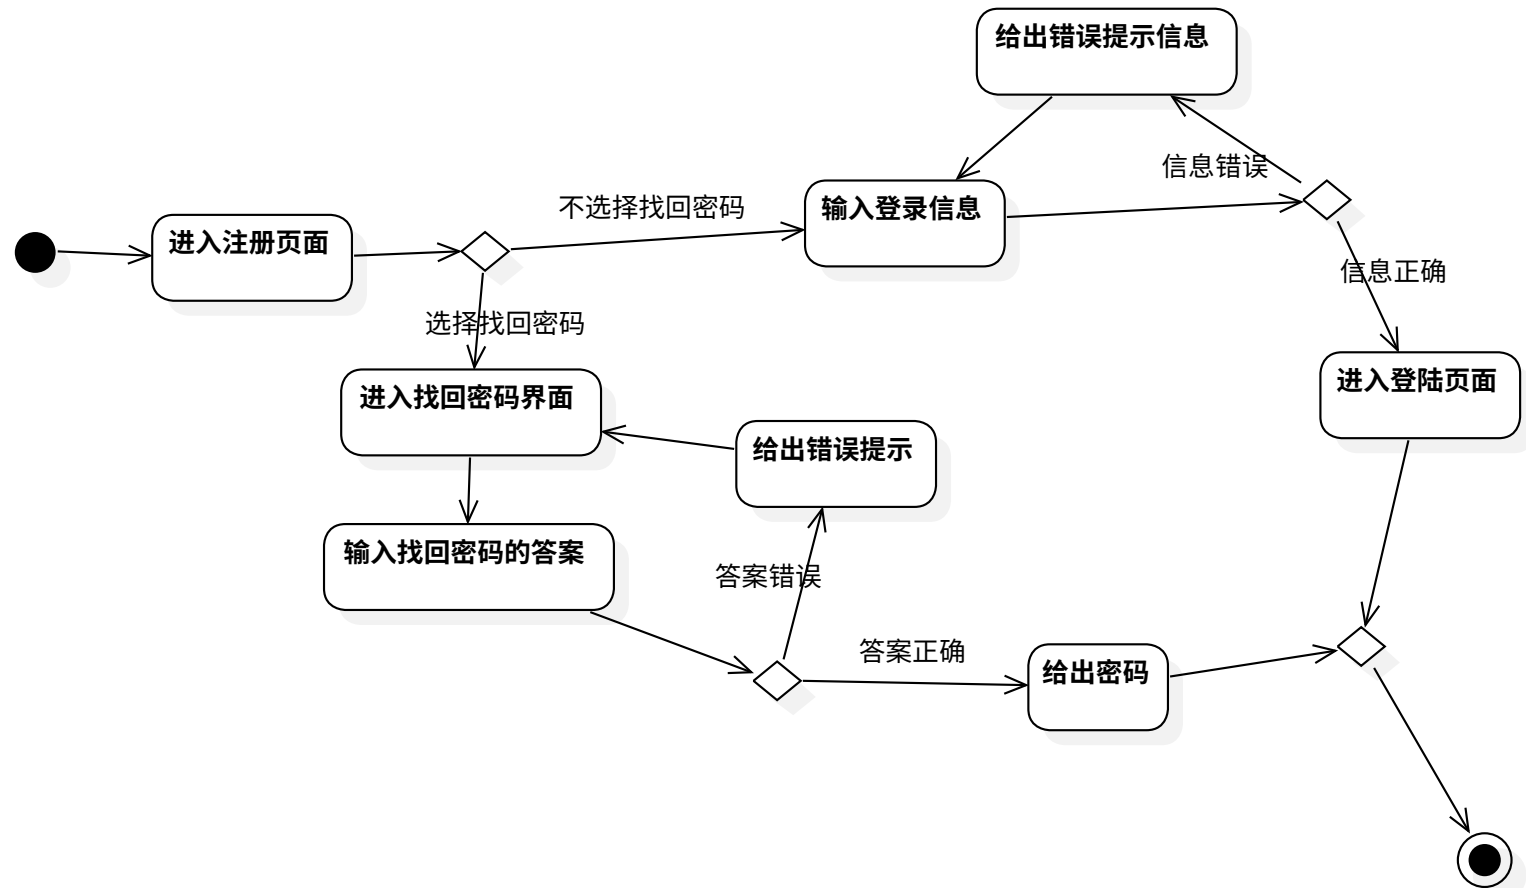 给出错误提示信息
信息错误
不选择找回密码
输入登录信息
进入注册页面
信息正确
选择找回密码
进入登陆页面
进入找回密码界面
给出错误提示
输入找回密码的答案
答案错误
答案正确
给出密码